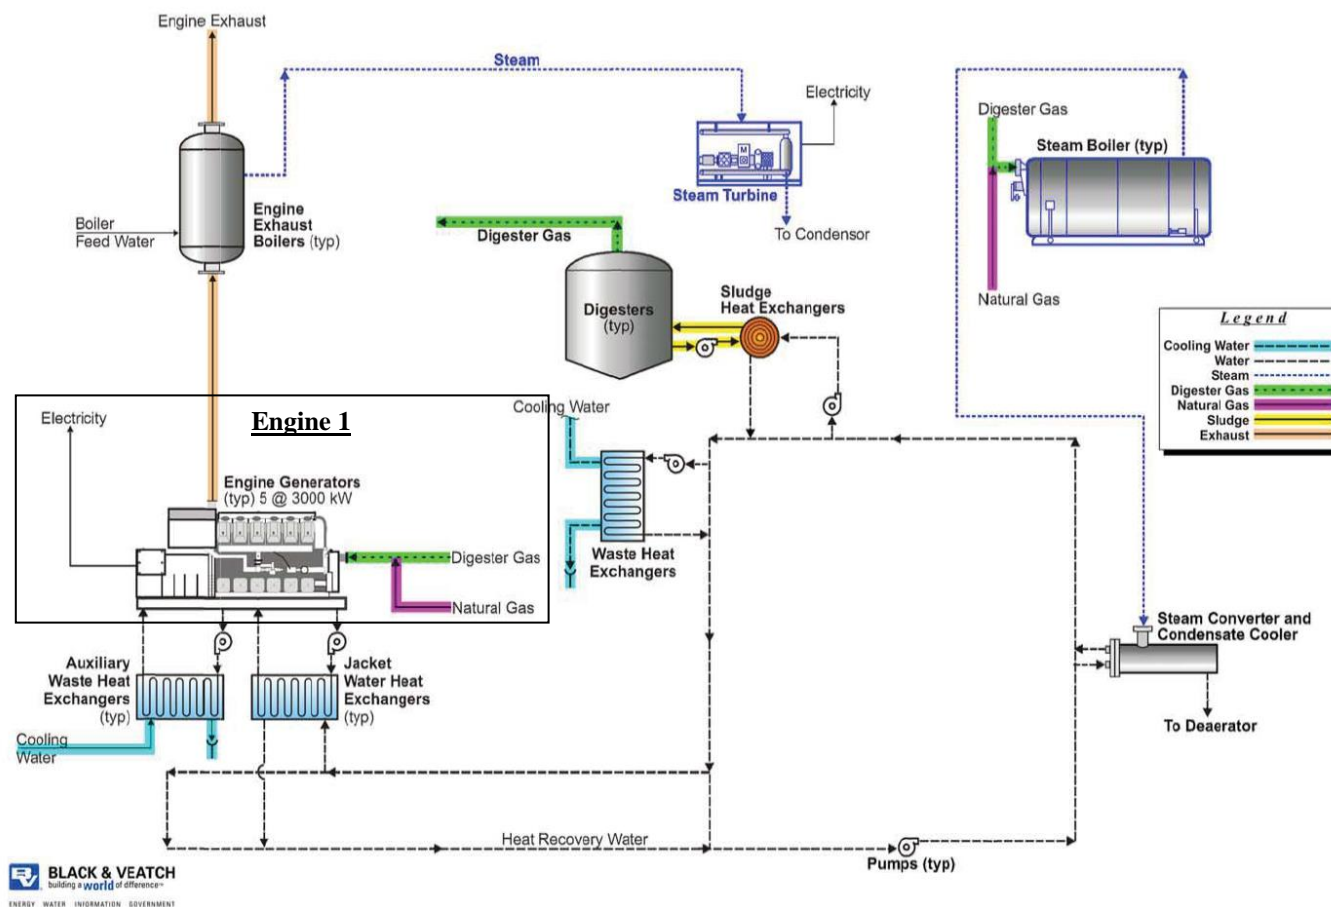 Engine Exhaust
Steam
Electricity
Digester Gas
Steam Boiler (typ)
Steam Turbine
M
Engine
Exhaust
Boilers (typ)
Boiler
Feed Water
Digester Gas
To Condensor
Digesters
(typ)
Sludge
Heat Exchangers
Natural Gas
Legend
Cooling Water
Water
Steam
Digester Gas
Natural Gas
Sludge
Exhaust
Electricity
Engine 1
Cooling Water
Engine Generators
(typ) 5 @ 3000 kW
Digester Gas
Natural Gas
Waste Heat
Exchangers
Steam Converter and
Condensate Cooler
Auxiliary
Waste Heat
Exchangers
(typ)
Jacket
Water Heat
Exchangers
(typ)
To Deaerator
Cooling
Water
Heat Recovery Water
Pumps (typ)
BV
BLACK & VEATCH
building a world of difference™
ENERGY WATER INFORMATION GOVERNMENT